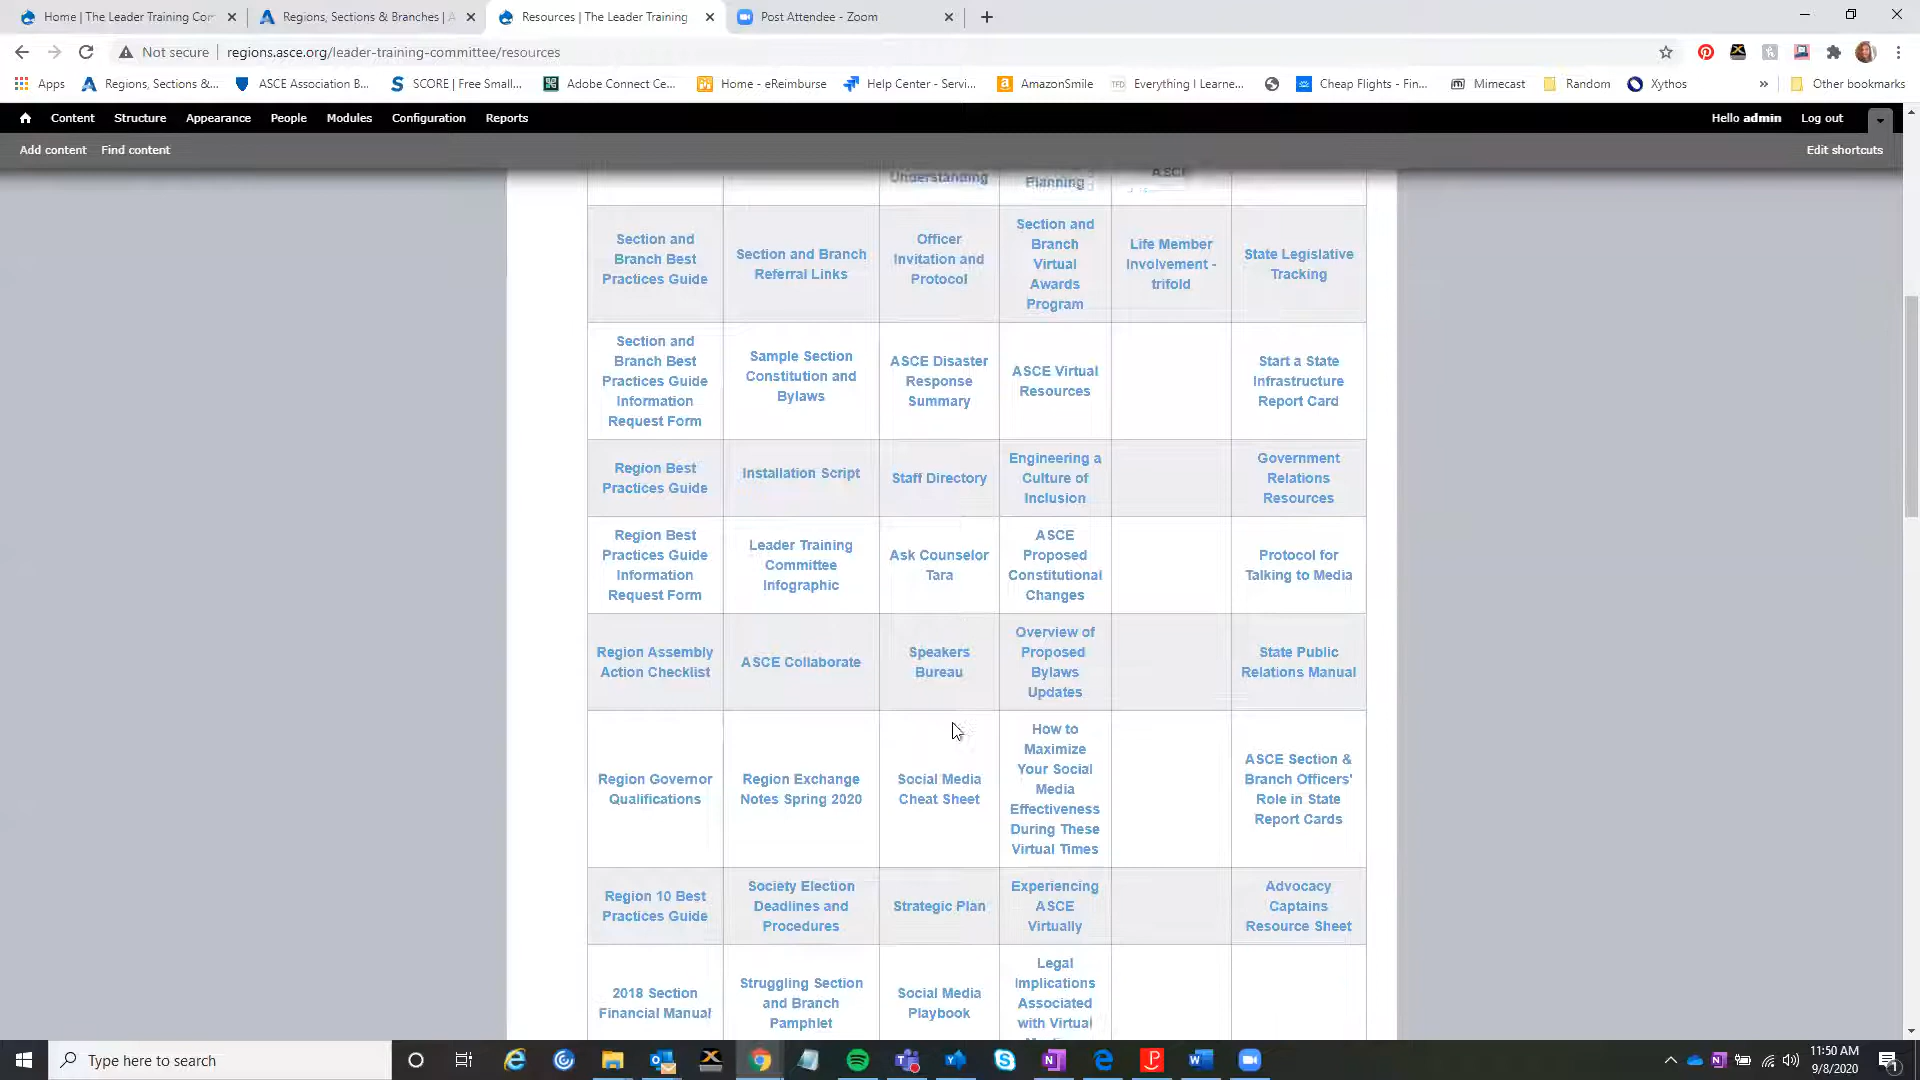 Home | The Leader Training Cor
Regions, Sections & Branches | A
Resources | The Leader Training
Post Attendee - Zoom
Not secure
regions.asce.org/leader-training-committee/resources
Apps
Regions, Sections &...
ASCE Association B...
SCORE | Free Small...
Adobe Connect Ce...
Home - eReimburse
Help Center - Servi...
AmazonSmile
Everything I Learne...
Cheap Flights - Fin...
Mimecast
Random
Xythos
Other bookmarks
Content
Structure
Appearance
People
Modules
Configuration
Reports
Hello admin
Log out
Add content
Find content
Edit shortcuts
Understanding
Planning
ASCE
Section and
Branch Best
Practices Guide
Section and Branch
Referral Links
Officer
Invitation and
Protocol
Section and
Branch
Virtual
Awards
Program
Life Member
Involvement -
trifold
State Legislative
Tracking
Section and
Branch Best
Practices Guide
Information
Request Form
Sample Section
Constitution and
Bylaws
ASCE Disaster
Response
Summary
ASCE Virtual
Resources
Start a State
Infrastructure
Report Card
Region Best
Practices Guide
Installation Script
Staff Directory
Engineering a
Culture of
Inclusion
Government
Relations
Resources
Region Best
Practices Guide
Information
Request Form
Leader Training
Committee
Infographic
Ask Counselor
Tara
ASCE
Proposed
Constitutional
Changes
Protocol for
Talking to Media
Region Assembly
Action Checklist
ASCE Collaborate
Speakers
Bureau
Overview of
Proposed
Bylaws
Updates
State Public
Relations Manual
Region Governor
Qualifications
Region Exchange
Notes Spring 2020
Social Media
Cheat Sheet
How to
Maximize
Your Social
Media
Effectiveness
During These
Virtual Times
ASCE Section &
Branch Officers'
Role in State
Report Cards
Region 10 Best
Practices Guide
Society Election
Deadlines and
Procedures
Strategic Plan
Experiencing
ASCE
Virtually
Advocacy
Captains
Resource Sheet
2018 Section
Financial Manual
Struggling Section
and Branch
Pamphlet
Social Media
Playbook
Legal
Implications
Associated
with Virtual
Type here to search
11:50 AM
9/8/2020